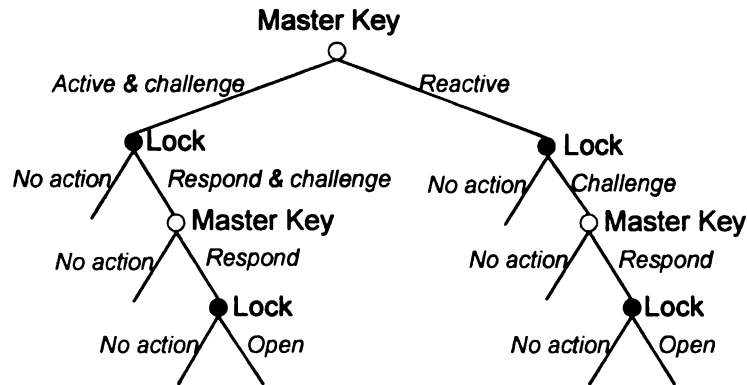 Master Key
Active & challenge Reactive
Lock Lock
No action Respond & challenge No action Challenge
Master Key Master Key
No action Respond No action Respond
Lock Lock
No action Open No action Open